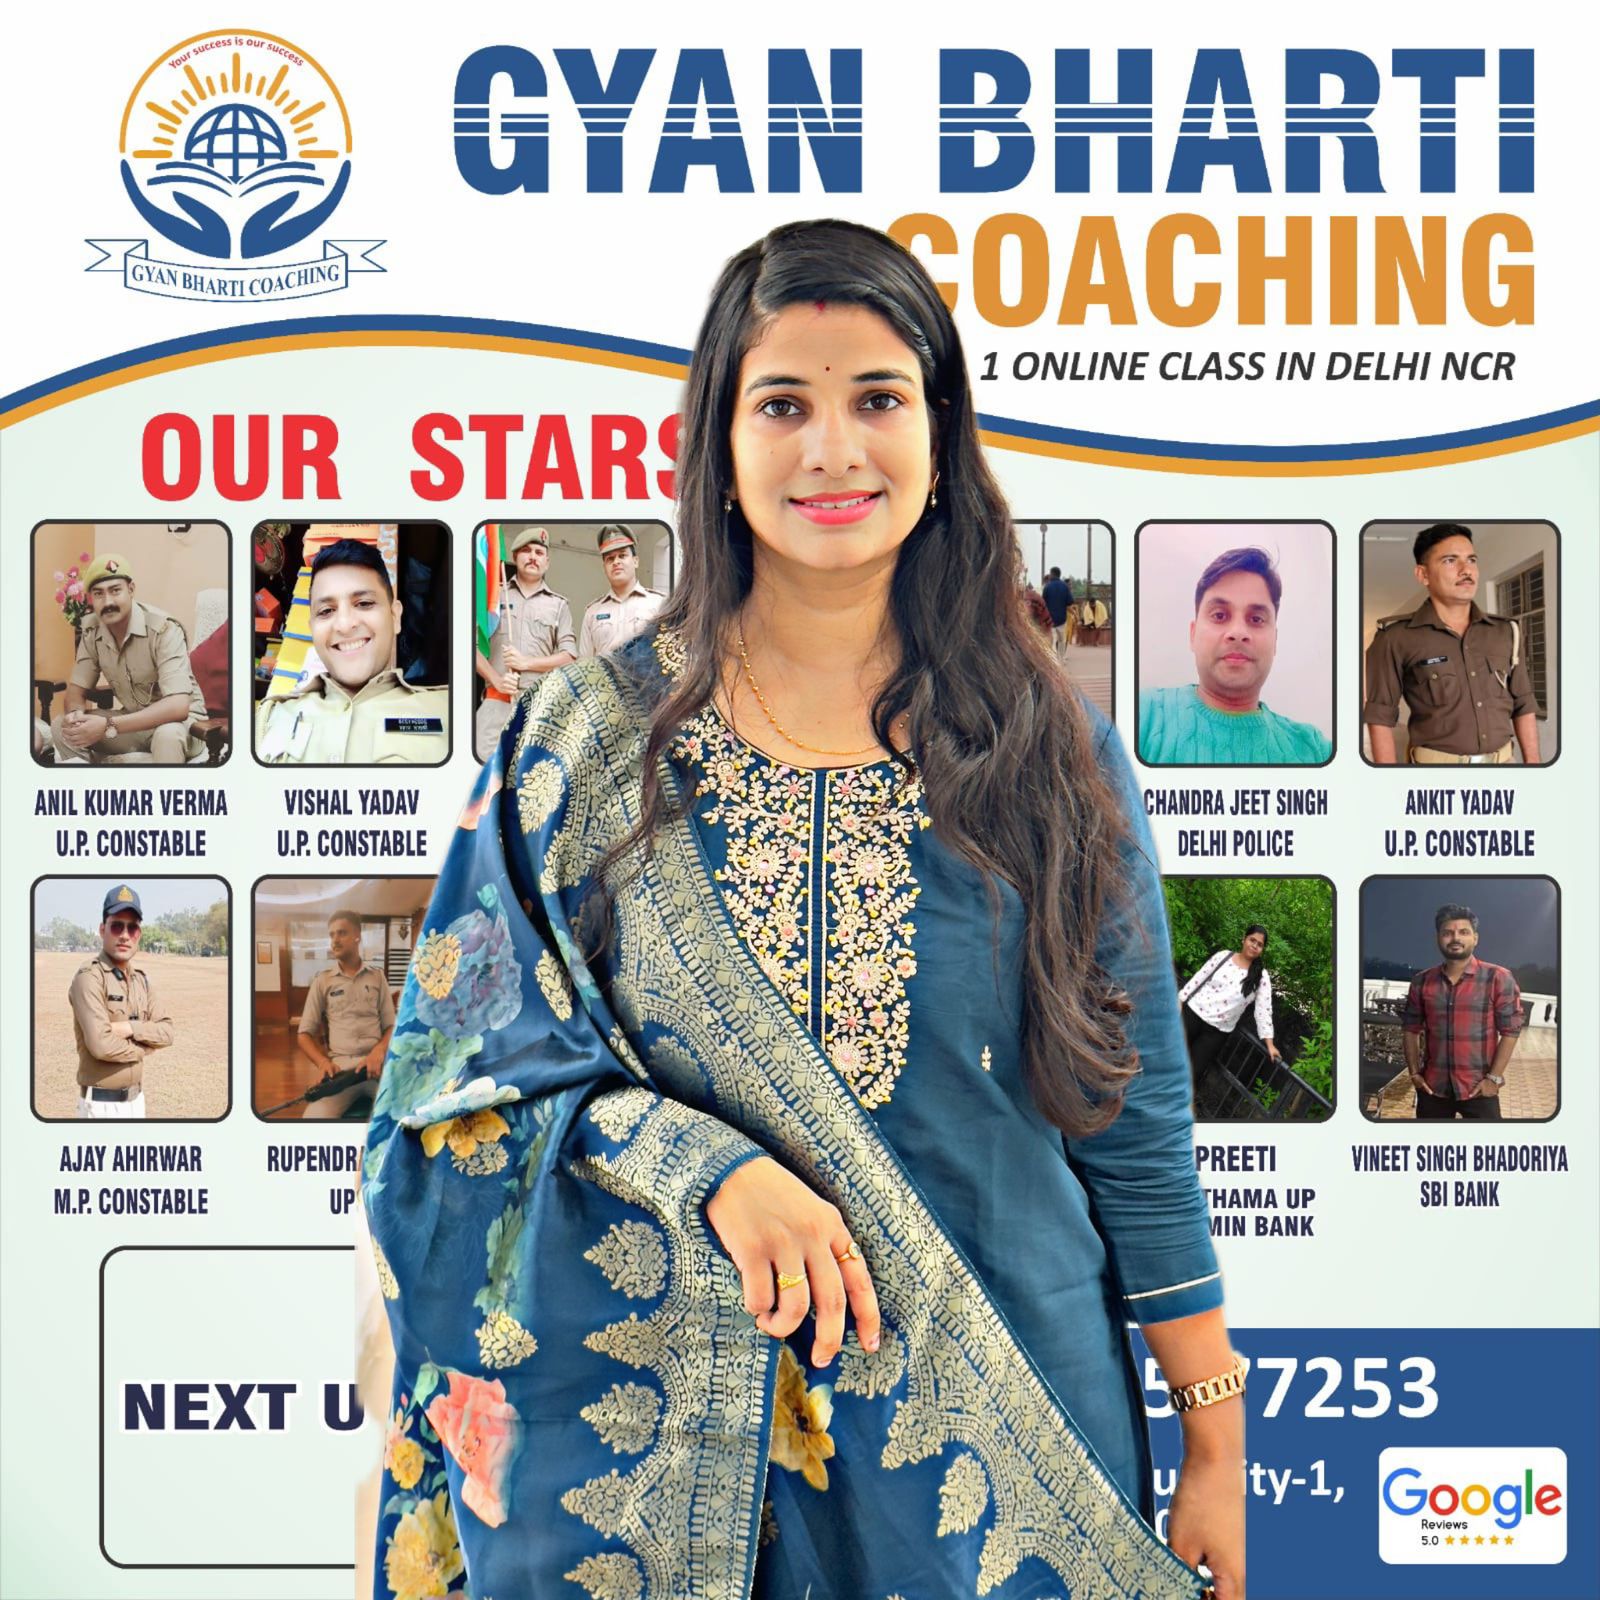 Your success is our success
GYAN BHARTI COACHING
GYAN BHARTI
COACHING
1 ONLINE CLASS IN DELHI NCR
OUR STARS
ANIL KUMAR VERMA
U.P. CONSTABLE
VISHAL YADAV
U.P. CONSTABLE
CHANDRA JEET SINGH
DELHI POLICE
ANKIT YADAV
U.P. CONSTABLE
AJAY AHIRWAR
M.P. CONSTABLE
RUPENDR
UP
PREETI
THAMA UP
MIN BANK
VINEET SINGH BHADORIYA
SBI BANK
NEXT U
77253
ity-1,
Google
Reviews
5.0